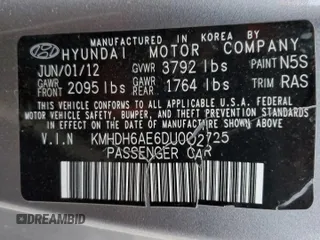 MANUFACTURED IN KOREA BY
HYUNDAI MOTOR COMPANY
JUN/01/12 GVWR 3792 lbs PAINT N5S
GAWR FRONT 2095 lbs GAWR REAR 1764 lbs TRIM RAS
THIS VEHICLE CONFORMS TO ALL APPLICABLE
FEDERAL MOTOR VEHICLE SAFETY, BUMPER,
AND THEFT PREVENTION STANDARDS IN EFFECT ON
THE DATE OF MANUFACTURE SHOWN ABOVE.
V.I.N KMHDH6AE6DU002725
PASSENGER CAR
DREAMBID